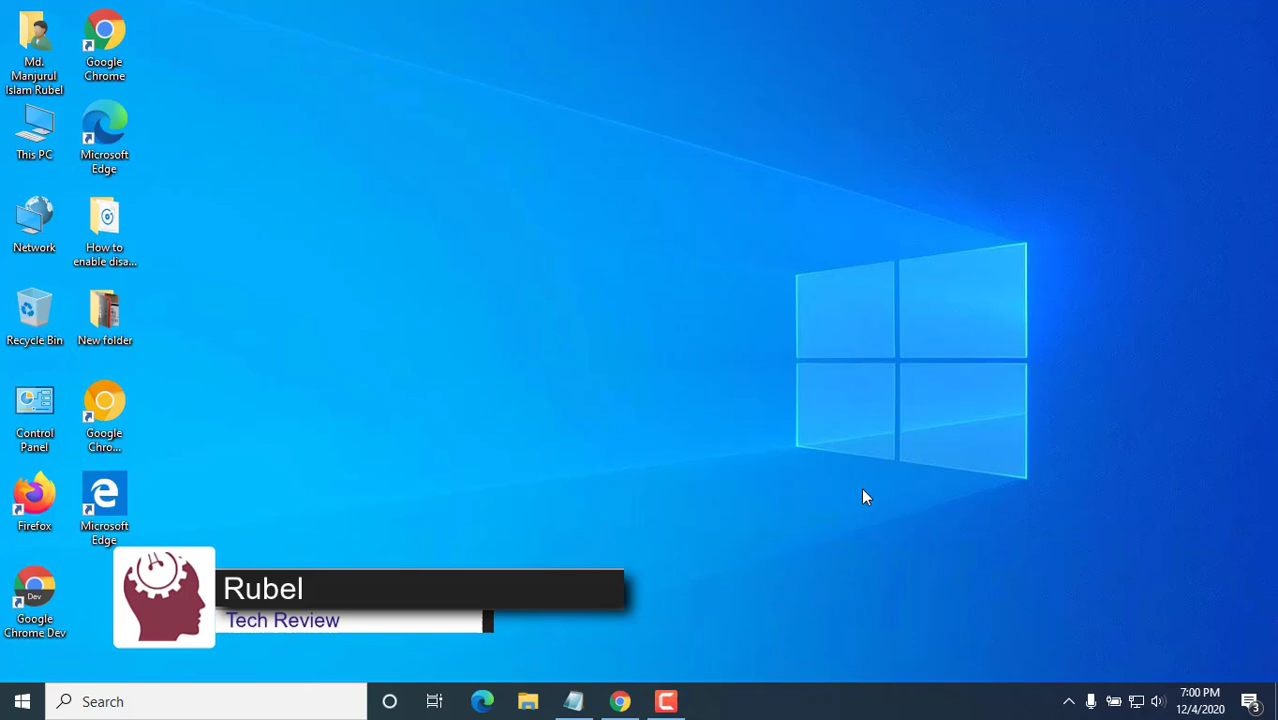 Md.
Manjurul
Islam Rubel
Google
Chrome
This PC
Microsoft
Edge
Network
How to
enable disa...
Recycle Bin
New folder
Control
Panel
Google
Chro...
Firefox
Microsoft
Edge
Dev
Google
Chrome Dev
Rubel
Tech Review
Search
7:00 PM
12/4/2020
3